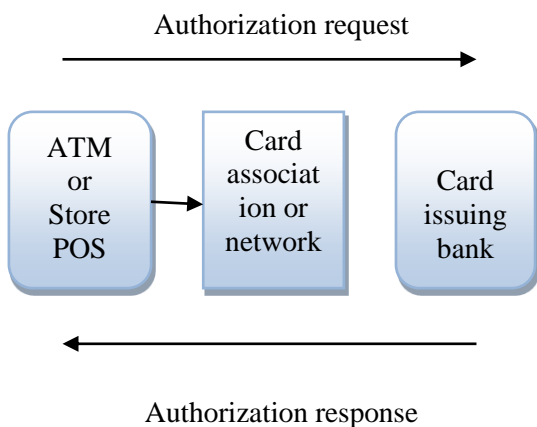 Authorization request
ATM
or
Store
POS
Card
associat
ion or
network
Card
issuing
bank
Authorization response